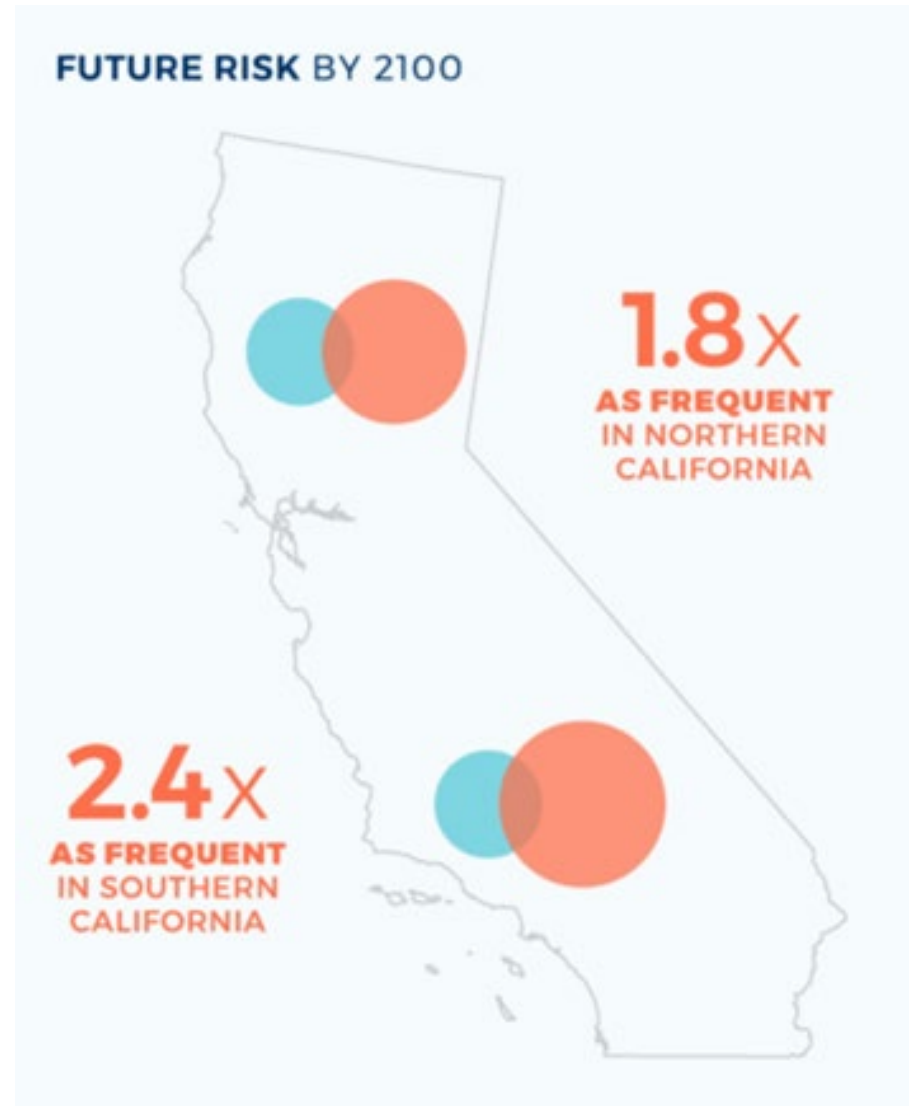 FUTURE RISK BY 2100
1.8X
AS FREQUENT
IN NORTHERN
CALIFORNIA
2.4X
AS FREQUENT
IN SOUTHERN
CALIFORNIA